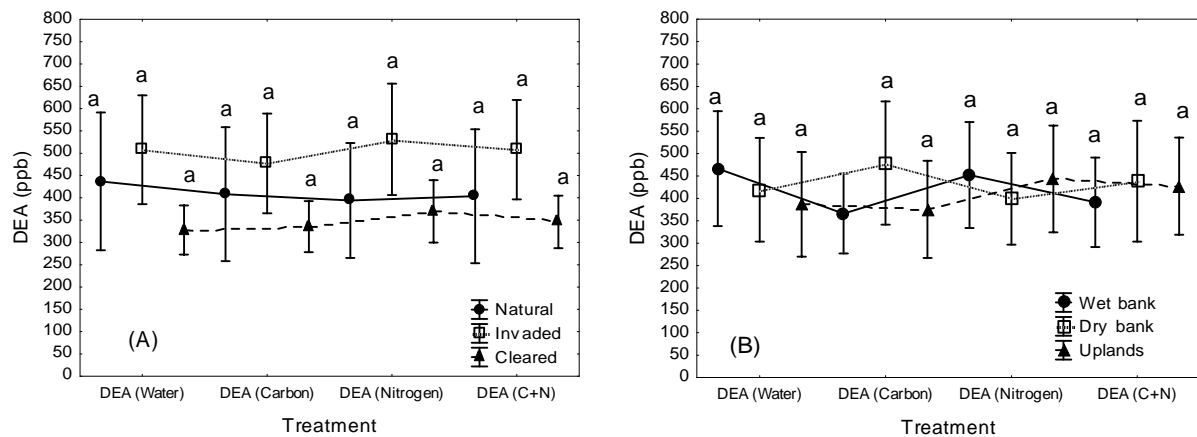 800
750
700
650
600
550
500
450
400
350
300
250
200
150
100
50
0
DEA (ppb)
a a a a a a a a
a a a a
Natural
Invaded
Cleared
(A)
DEA (Water) DEA (Carbon) DEA (Nitrogen) DEA (C+N)
Treatment
800
750
700
650
600
550
500
450
400
350
300
250
200
150
100
50
0
DEA (ppb)
a a a a a a a a a a a a
Wet bank
Dry bank
Uplands
(B)
DEA (Water) DEA (Carbon) DEA (Nitrogen) DEA (C+N)
Treatment